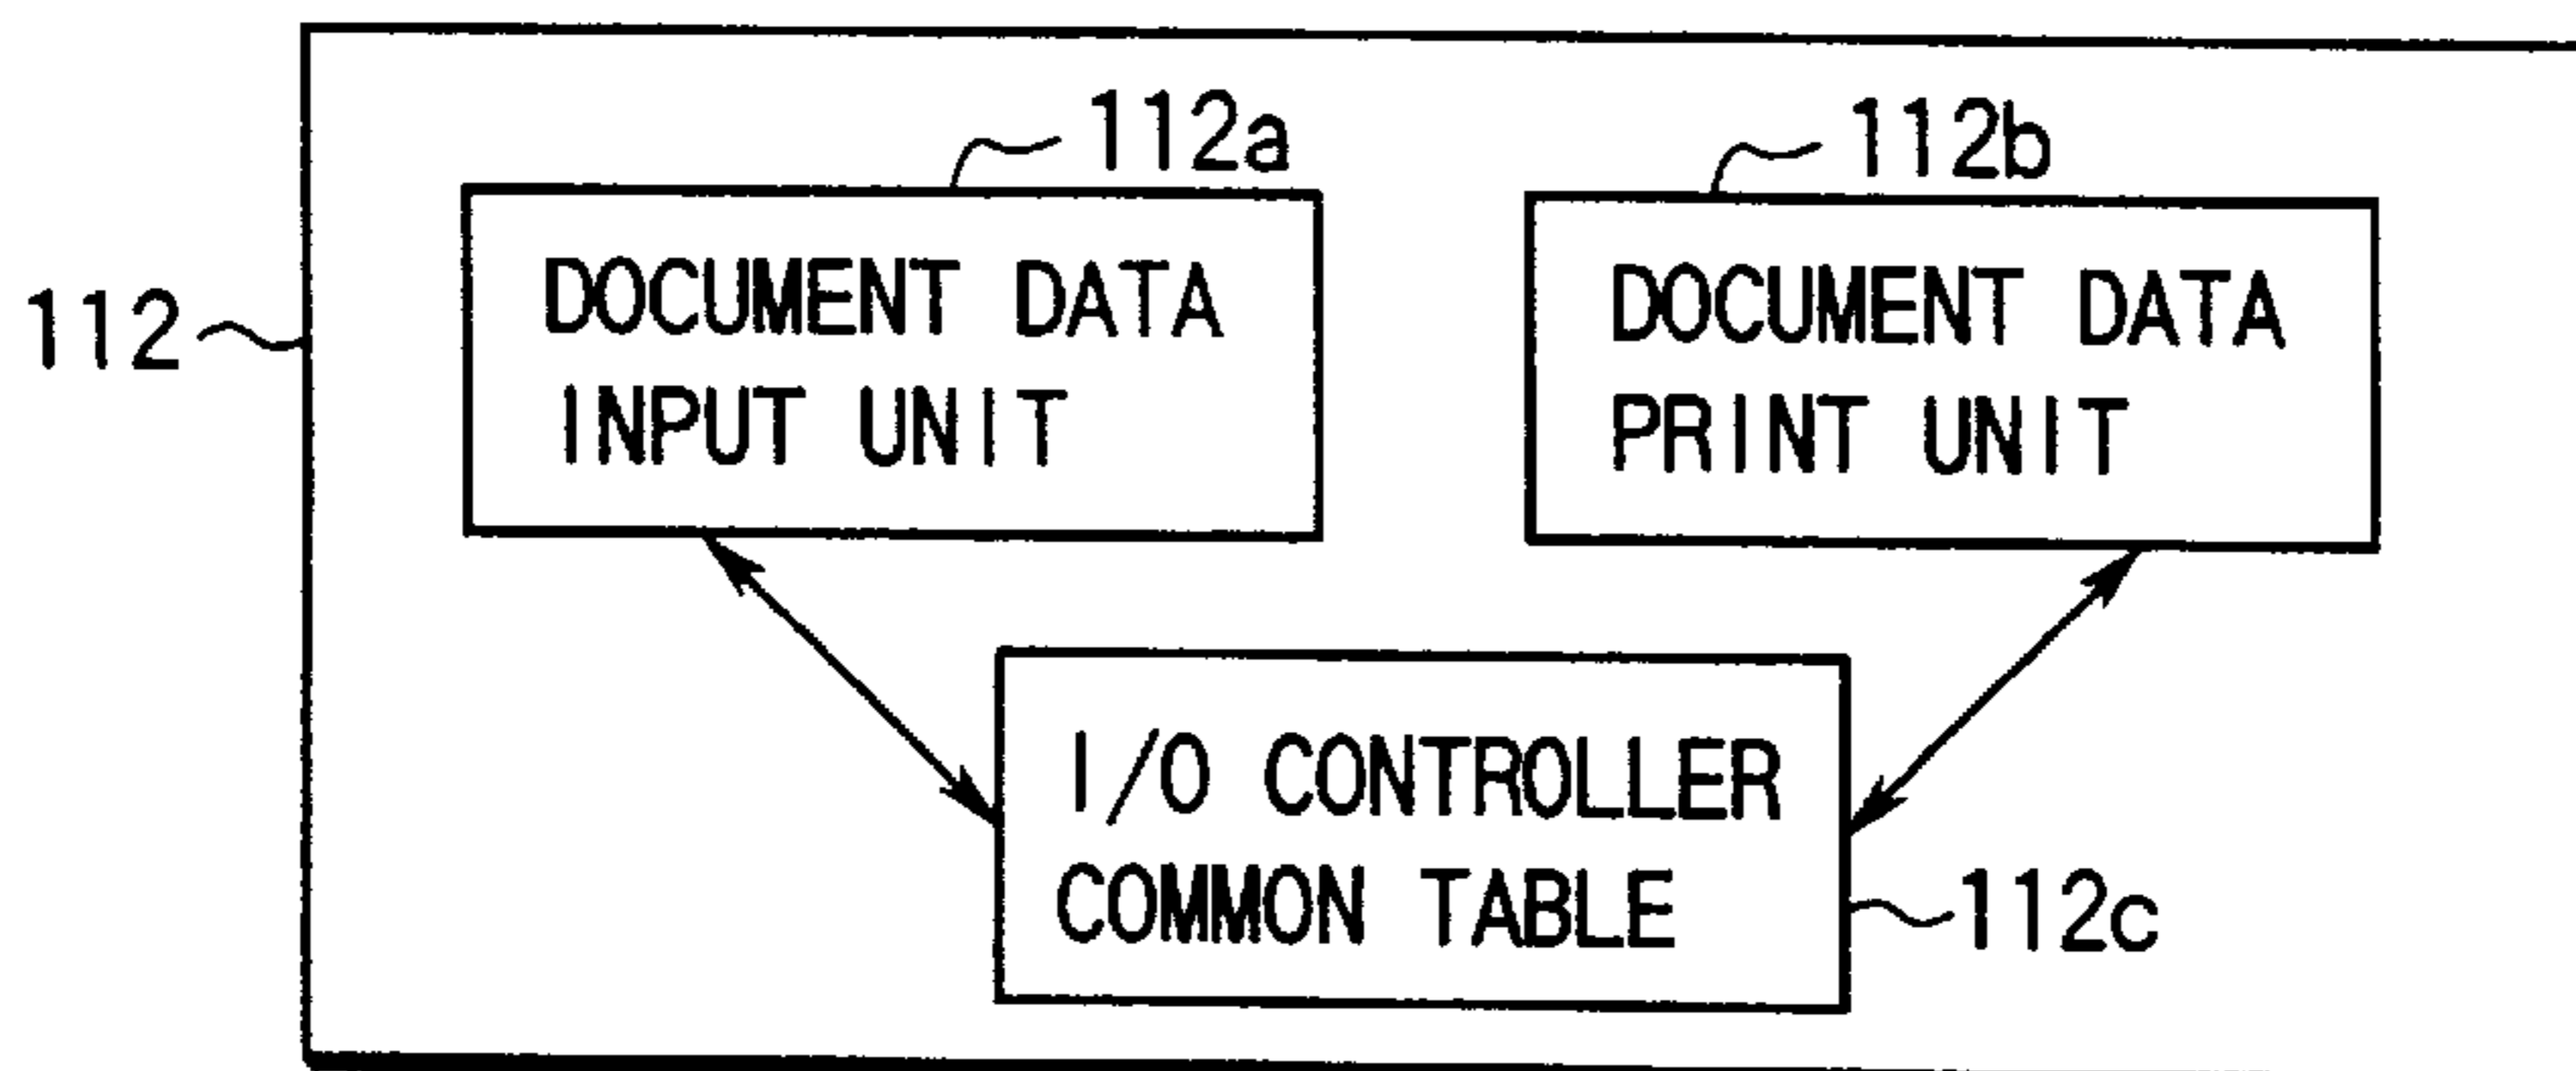 112a
112b
DOCUMENT DATA
INPUT UNIT
DOCUMENT DATA
PRINT UNIT
112
I/O CONTROLLER
COMMON TABLE
112c